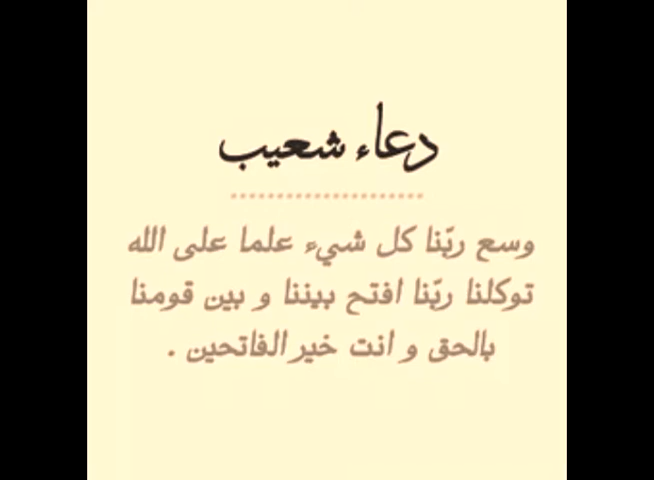 دعاء شعيب
وسع ربّنا كل شيء علما على الله
توكلنا ربّنا افتح بيننا و بين قومنا
بالحق و انت خير الفاتحين .